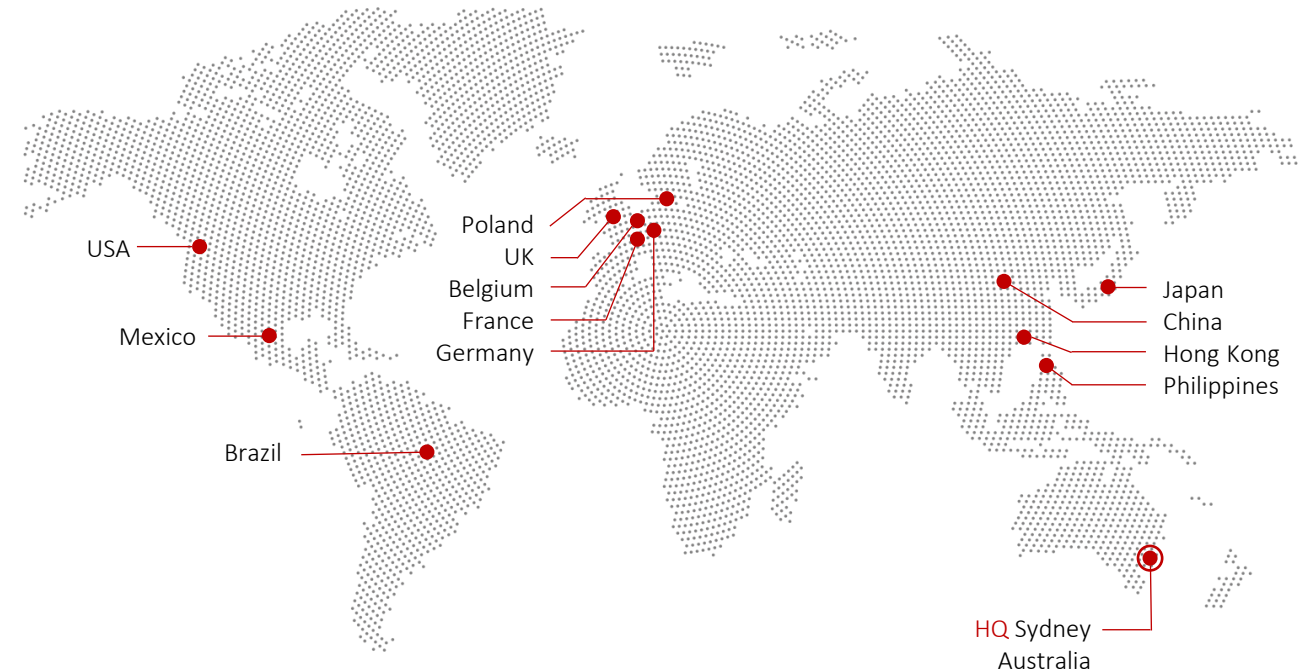 Poland
UK
Belgium
France
Germany
USA
Mexico
Brazil
Japan
China
Hong Kong
Philippines
HQ Sydney
Australia